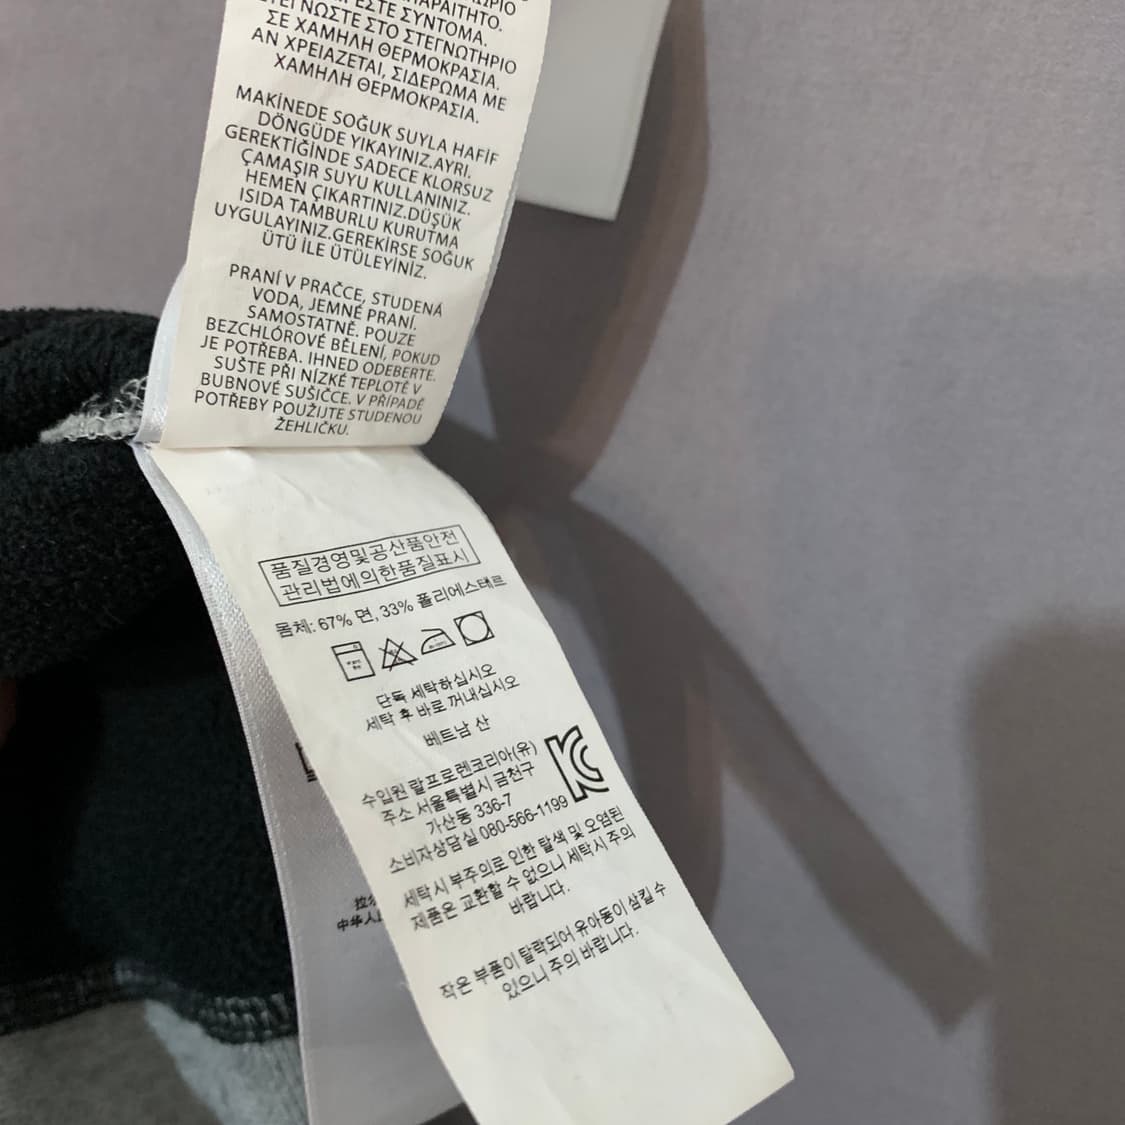 ΑΠΑΡΑΙΤΗΤΟ.
ΣΥΝΤΟΜΑ.
ΣΤΕΓΝΩΣΤΕ ΣΤΟ ΣΤΕΓΝΩΤΗΡΙΟ
ΣΕ ΧΑΜΗΛΗ ΘΕΡΜΟΚΡΑΣΙΑ.
ΑΝ ΧΡΕΙΑΖΕΤΑΙ, ΣΙΔΕΡΩΜΑ ΜΕ
ΧΑΜΗΛΗ ΘΕΡΜΟΚΡΑΣΙΑ.
MAKİNEDE SOĞUK SUYLA HAFİF
DÖNGÜDE YIKAYINIZ.AYRI.
GEREKTİĞİNDE SADECE KLORSUZ
ÇAMAŞIR SUYU KULLANINIZ.
HEMEN ÇIKARTINIZ.DÜŞÜK
ISIDA TAMBURLU KURUTMA
UYGULAYINIZ.GEREKİRSE SOĞUK
ÜTÜ İLE ÜTÜLEYİNİZ.
PRANÍ V PRAČCE, STUDENÁ
VODA, JEMNÉ PRANÍ.
SAMOSTATNĚ. POUZE
BEZCHLÓROVÉ BĚLENÍ, POKUD
JE POTŘEBA. IHNED ODEBERTE.
SUŠTE PŘI NÍZKÉ TEPLOTĚ V
BUBNOVÉ SUŠIČCE. V PŘÍPADĚ
POTŘEBY POUŽIJTE STUDENOU
ŽEHLIČKU.
품질경영및공산품안전
관리법에의한품질표시
몸체: 67% 면, 33% 폴리에스테르
단독 세탁하십시오
세탁 후 바로 꺼내십시오
베트남 산
수입원 랄프로렌코리아(유)
주소 서울특별시 금천구
가산동 336-7
소비자상담실 080-566-1199
세탁시 부주의로 인한 탈색 및 오염된
제품은 교환할 수 없으니 세탁시 주의
바랍니다.
작은 부품이 탈락되어 유아동이 삼킬 수
있으니 주의 바랍니다.
中华人